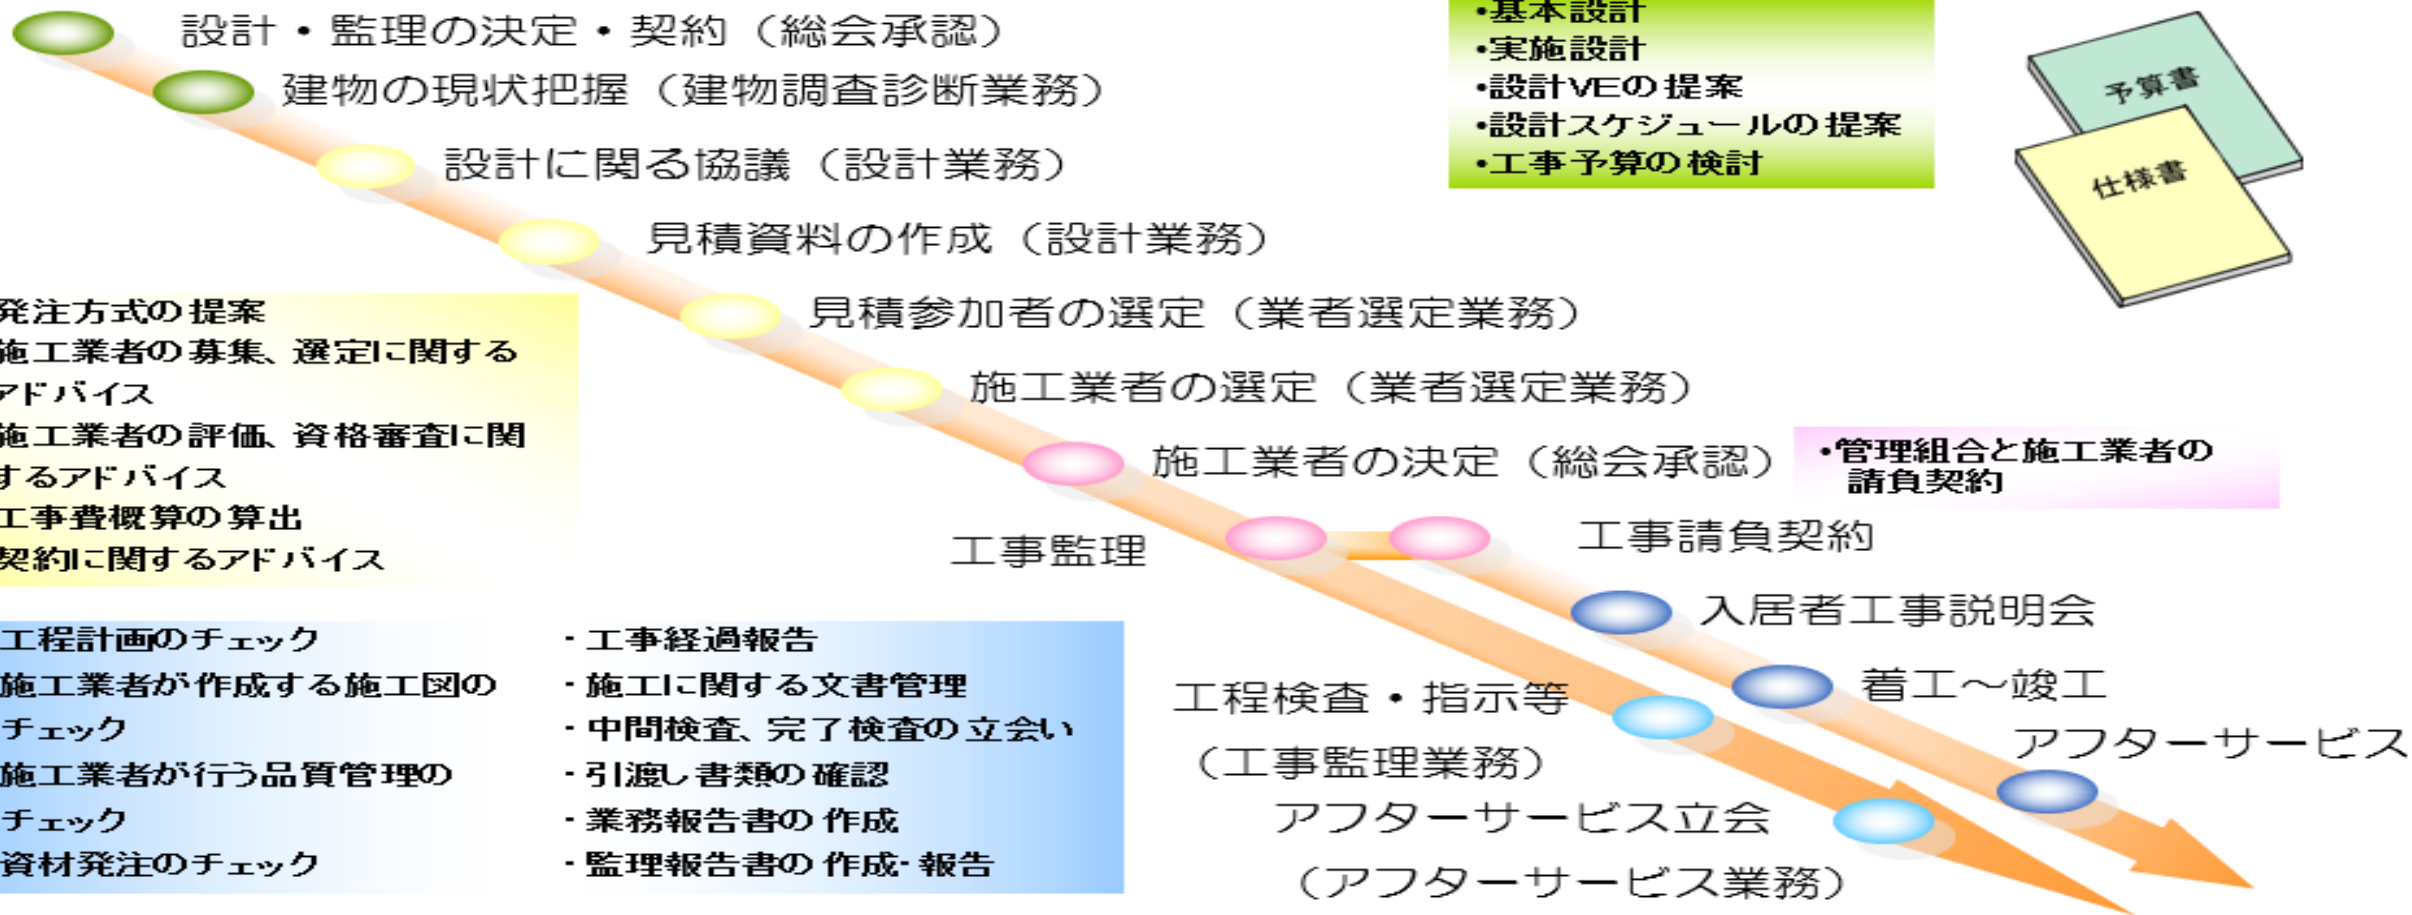 設計・監理の決定・契約（総会承認）
建物の現状把握（建物調査診断業務）
設計に関る協議（設計業務）
見積資料の作成（設計業務）
見積参加者の選定（業者選定業務）
施工業者の選定（業者選定業務）
施工業者の決定（総会承認）
・管理組合と施工業者の
請負契約
工事監理
工事請負契約
入居者工事説明会
着工～竣工
アフターサービス
工程検査・指示等
（工事監理業務）
アフターサービス立会
（アフターサービス業務）
・基本設計
・実施設計
・設計VEの提案
・設計スケジュールの提案
・工事予算の検討
予算書
仕様書
発注方式の提案
施工業者の募集、選定に関する
アドバイス
施工業者の評価、資格審査に関
するアドバイス
工事費概算の算出
契約に関するアドバイス
工程計画のチェック
施工業者が作成する施工図の
チェック
施工業者が行う品質管理の
チェック
資材発注のチェック
・工事経過報告
・施工に関する文書管理
・中間検査、完了検査の立会い
・引渡し書類の確認
・業務報告書の作成
・監理報告書の作成・報告